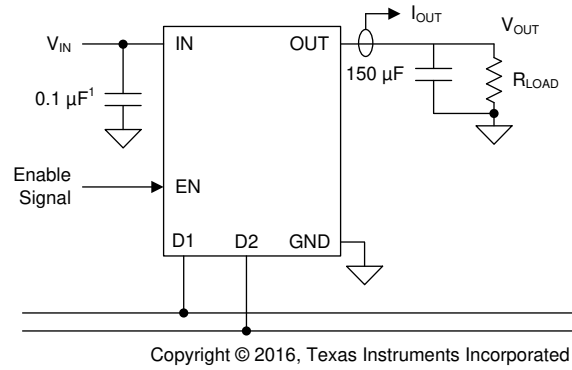 V_IN
IN
OUT
I_OUT
V_OUT
0.1 µF¹
150 µF
R_LOAD
Enable
Signal
EN
D1
D2
GND
Copyright © 2016, Texas Instruments Incorporated